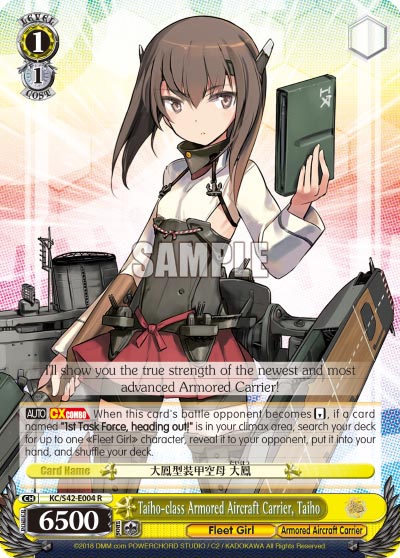 LEVEL
1
1
COST
SAMPLE
I'll show you the true strength of the newest and most
advanced Armored Carrier!
AUTO CX COMBO When this card's battle opponent becomes [ ], if a card
named "1st Task Force, heading out!" is in your climax area, search your deck
for up to one «Fleet Girl» character, reveal it to your opponent, put it into your
hand, and shuffle your deck.
Card Name 大鳳型装甲空母 大鳳
CH KC/S42-E004 R
Taiho-class Armored Aircraft Carrier, Taiho
6500
Fleet Girl
Armored Aircraft Carrier
©2018 DMM.com POWERCHORD STUDIO / C2 / KADOKAWA All Rights Reserved.